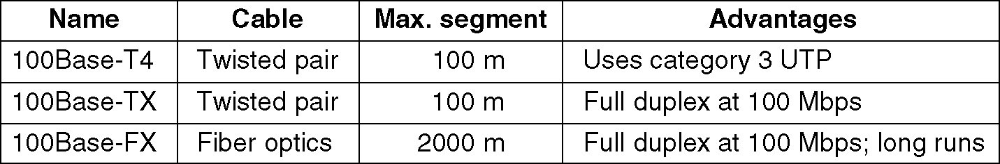 Name Cable Max. segment Advantages
100Base-T4 Twisted pair 100 m Uses category 3 UTP
100Base-TX Twisted pair 100 m Full duplex at 100 Mbps
100Base-FX Fiber optics 2000 m Full duplex at 100 Mbps; long runs